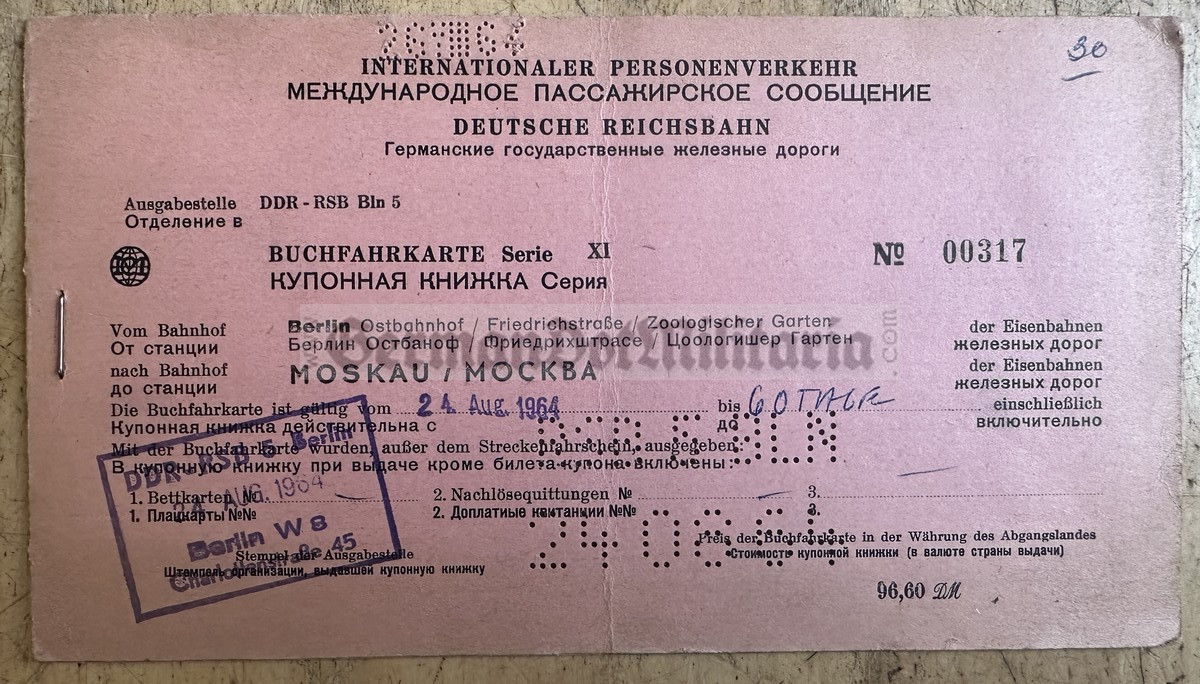 30
INTERNATIONALER PERSONENVERKEHR
МЕЖДУНАРОДНОЕ ПАССАЖИРСКОЕ СООБЩЕНИЕ
DEUTSCHE REICHSBAHN
Германские государственные железные дороги
Ausgabestelle DDR - RSB Bln 5
Отделение в
BUCHFAHRKARTE Serie XI № 00317
КУПОННАЯ КНИЖКА Серия
Vom Bahnhof Berlin Ostbahnhof / Friedrichstraße / Zoologischer Garten der Eisenbahnen
От станции Берлин Остбаноф / Фридрихштрасе / Цоологишер Гартен железных дорог
nach Bahnhof MOSKAU / МОСКВА der Eisenbahnen
до станции железных дорог
Die Buchfahrkarte ist gültig vom 24. Aug. 1964 bis einschließlich
Купонная книжка действительна с до включительно
Mit der Buchfahrkarte wurden, außer dem Streckenfahrschein, ausgegeben:
В купонную книжку при выдаче кроме билета-купона включены:
1. Bettkarten № 2. Nachlösequittungen № 3.
1. Плацкарты №№ 2. Доплатные квитанции №№ 3.
Preis der Buchfahrkarte in der Währung des Abgangslandes
Стоимость купонной книжки (в валюте страны выдачи)
Stempel der Ausgabestelle
Штемпель организации, выдавшей купонную книжку
96,60 DM
DDR-RSB 5 Berlin
24. AUG. 1964
Berlin W 8
Charlottenstraße 45
240864